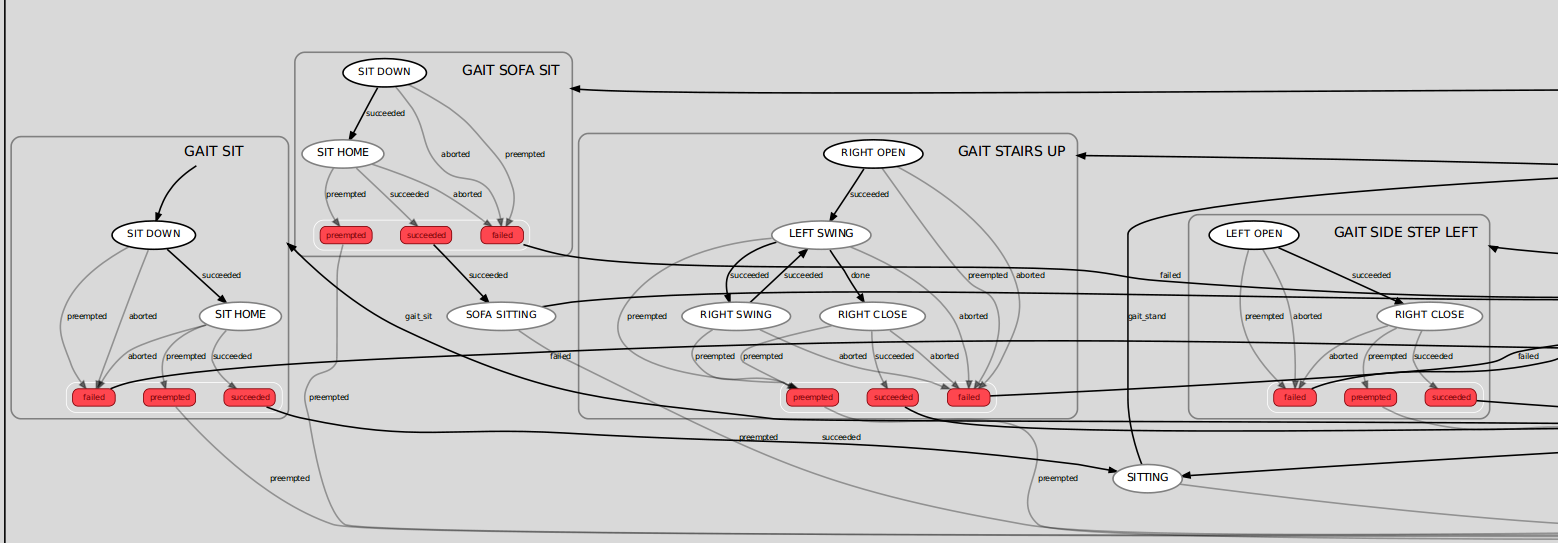 SIT DOWN
GAIT SOFA SIT
succeeded
SIT HOME
aborted
preempted
preempted
succeeded
aborted
preempted
succeeded
failed
GAIT SIT
SIT DOWN
succeeded
preempted
aborted
SIT HOME
aborted
preempted
succeeded
failed
preempted
succeeded
preempted
preempted
succeeded
SOFA SITTING
gait_sit
failed
preempted
RIGHT OPEN
GAIT STAIRS UP
succeeded
LEFT SWING
succeeded
succeeded
done
preempted
aborted
preempted
RIGHT SWING
RIGHT CLOSE
aborted
preempted
preempted
aborted
succeeded
aborted
preempted
succeeded
failed
succeeded
preempted
failed
gait_stand
SITTING
LEFT OPEN
GAIT SIDE STEP LEFT
succeeded
preempted
aborted
RIGHT CLOSE
aborted
preempted
succeeded
failed
preempted
succeeded
failed